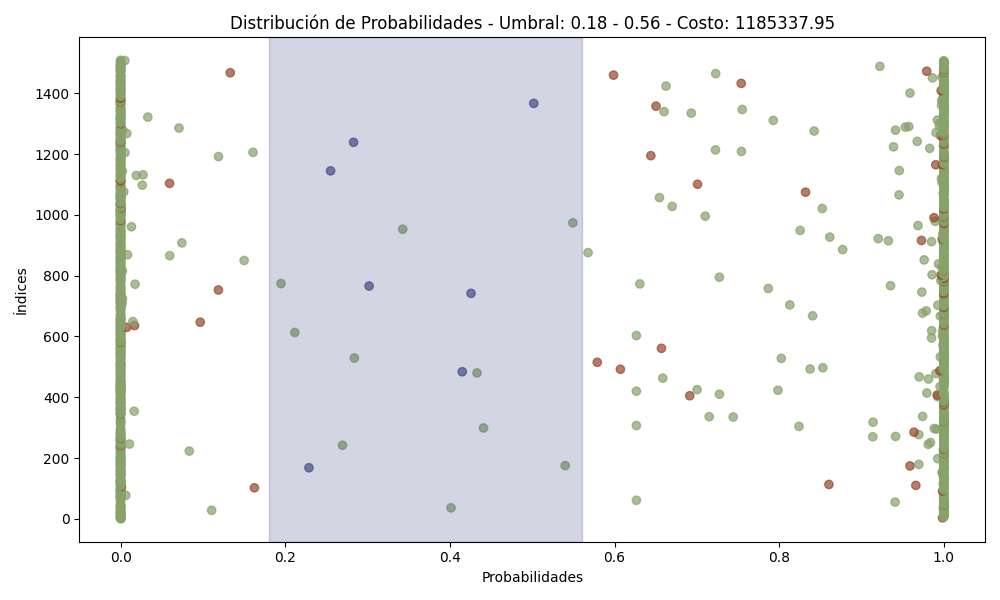 Distribución de Probabilidades - Umbral: 0.18 - 0.56 - Costo: 1185337.95
1400
1200
1000
800
600
400
200
0
Índices
0.0 0.2 0.4 0.6 0.8 1.0
Probabilidades